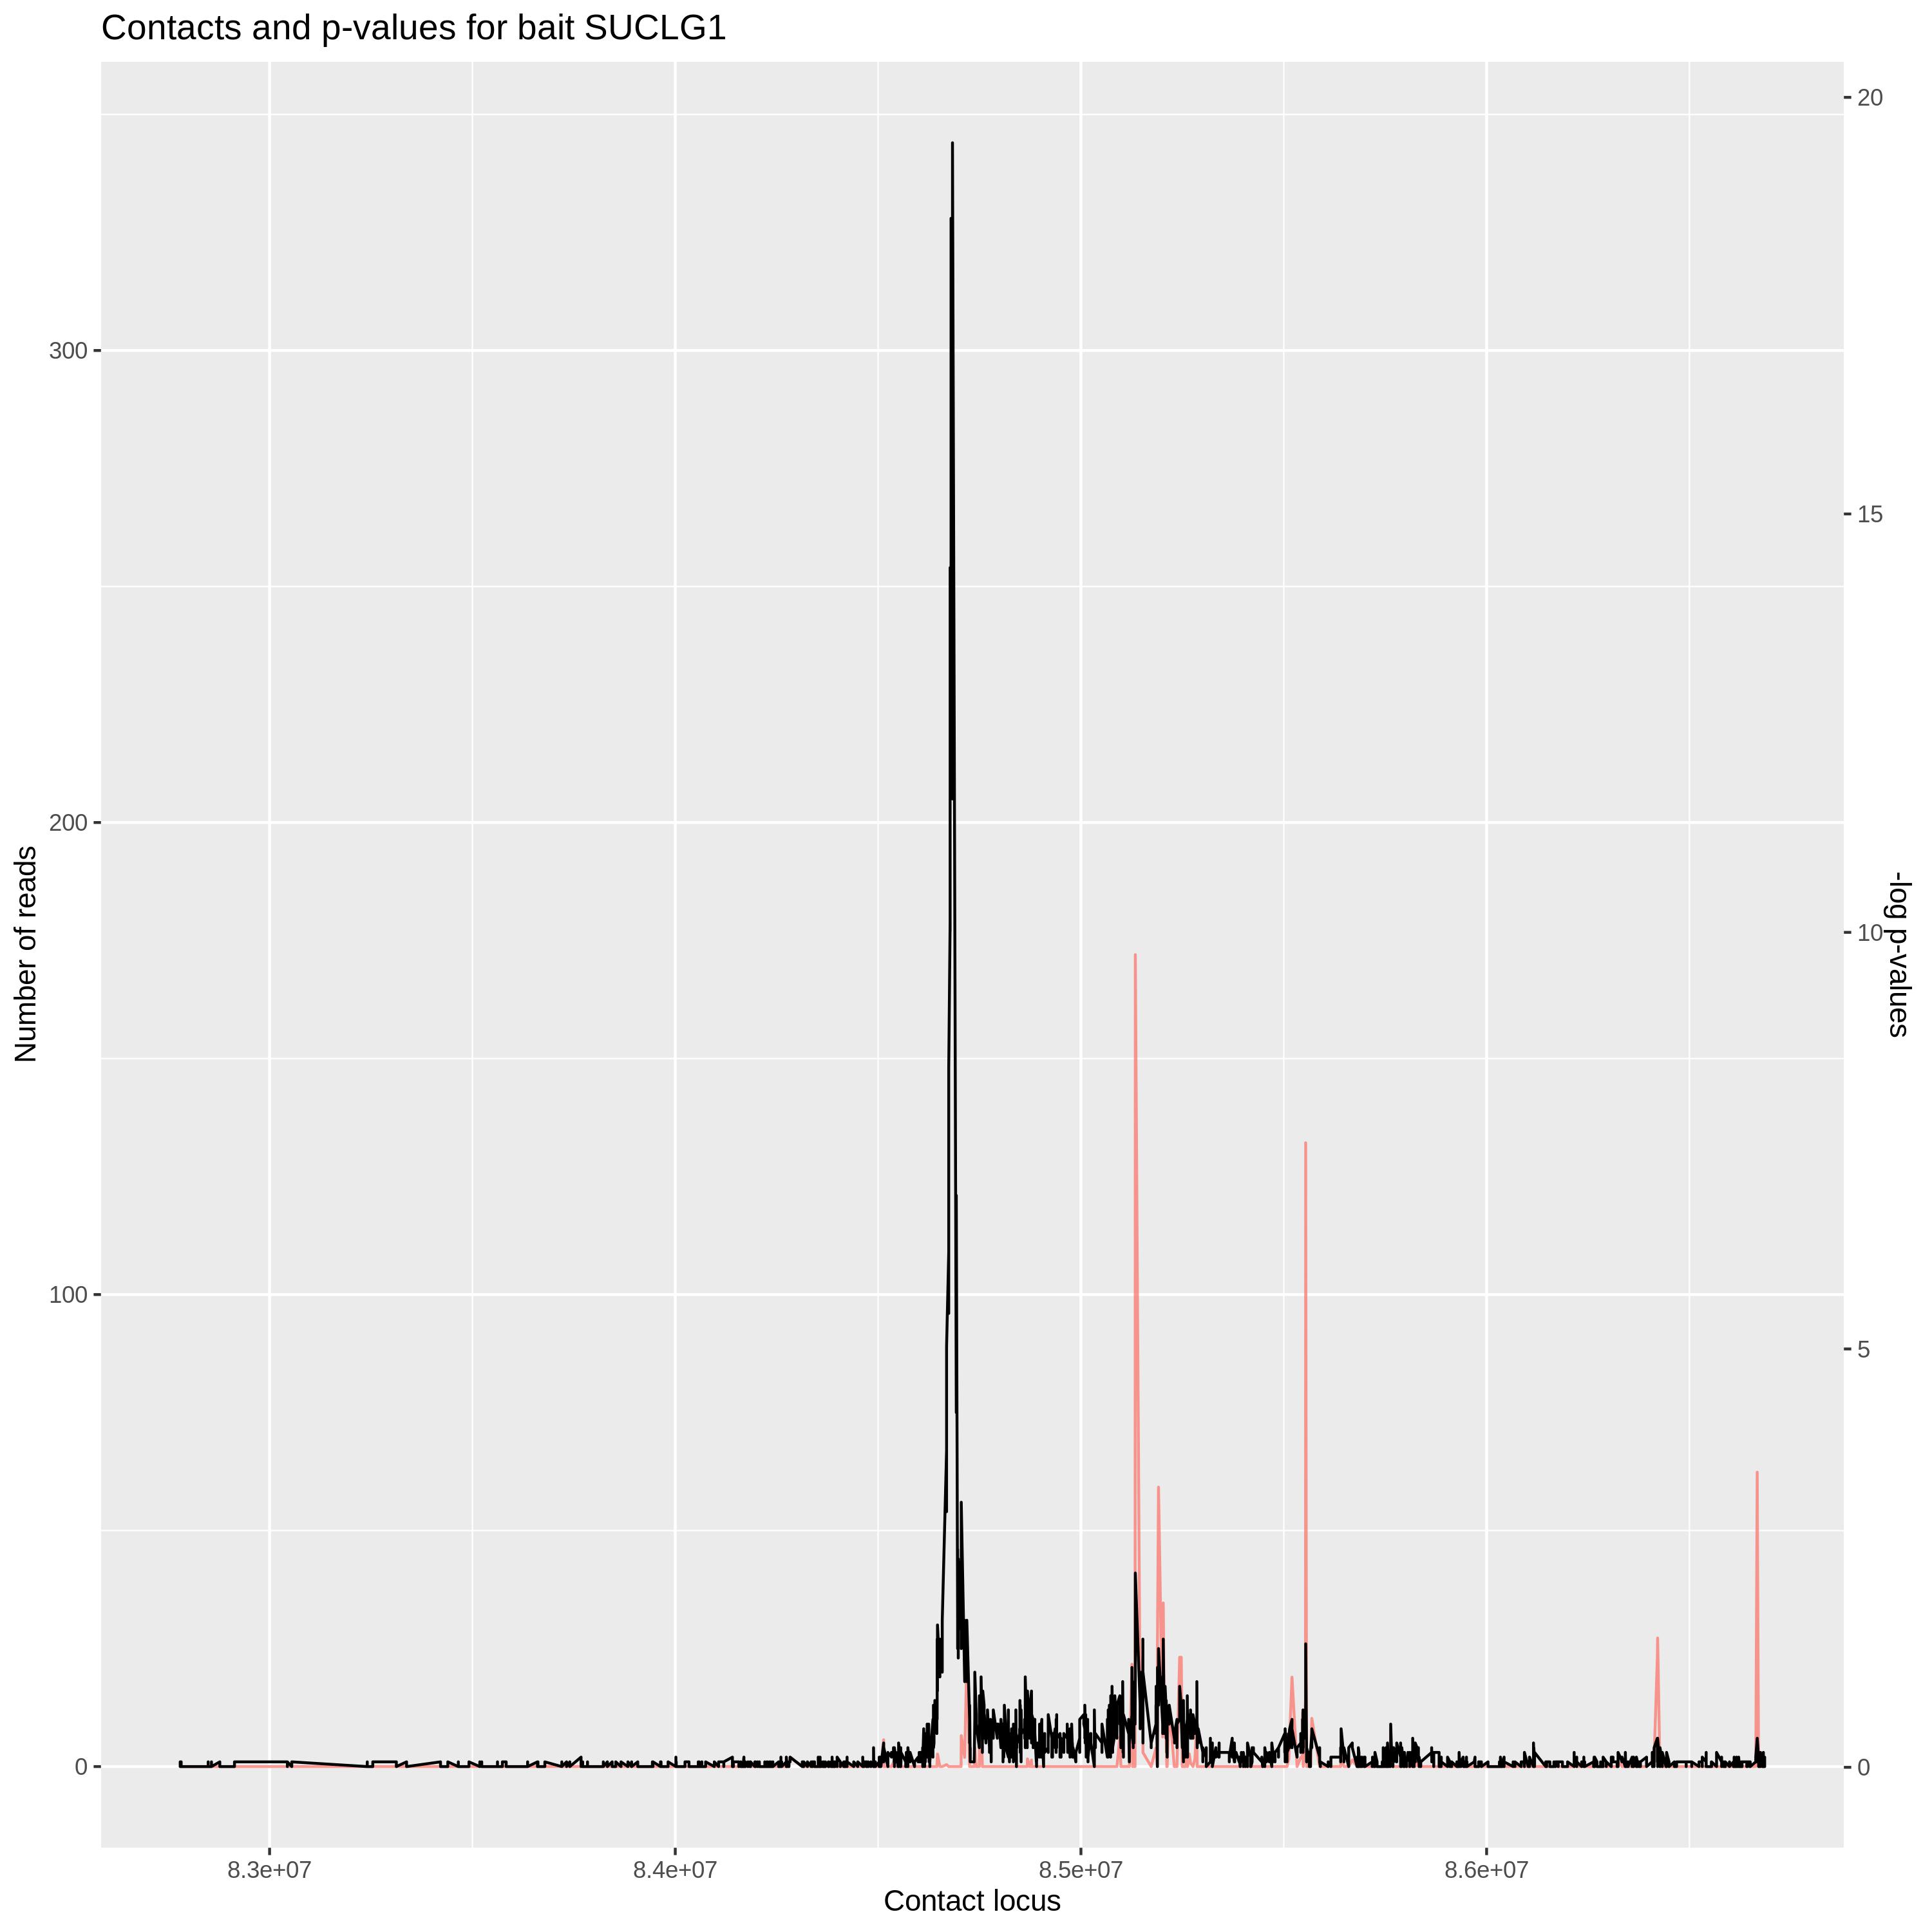 Contacts and p-values for bait SUCLG1
Number of reads
300
200
100
0
20
15
10
5
0
-log p-values
8.3e+07
8.4e+07
8.5e+07
8.6e+07
Contact locus